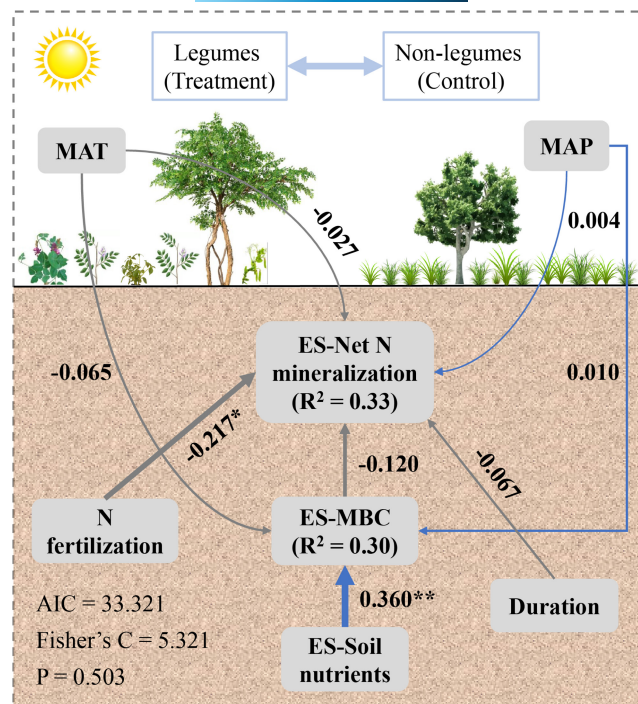 Legumes
(Treatment)
Non-legumes
(Control)
MAT
MAP
-0.027
0.004
ES-Net N
mineralization
(R² = 0.33)
-0.065
0.010
-0.217*
-0.120
-0.067
N
fertilization
ES-MBC
(R² = 0.30)
Duration
0.360**
ES-Soil
nutrients
AIC = 33.321
Fisher's C = 5.321
P = 0.503